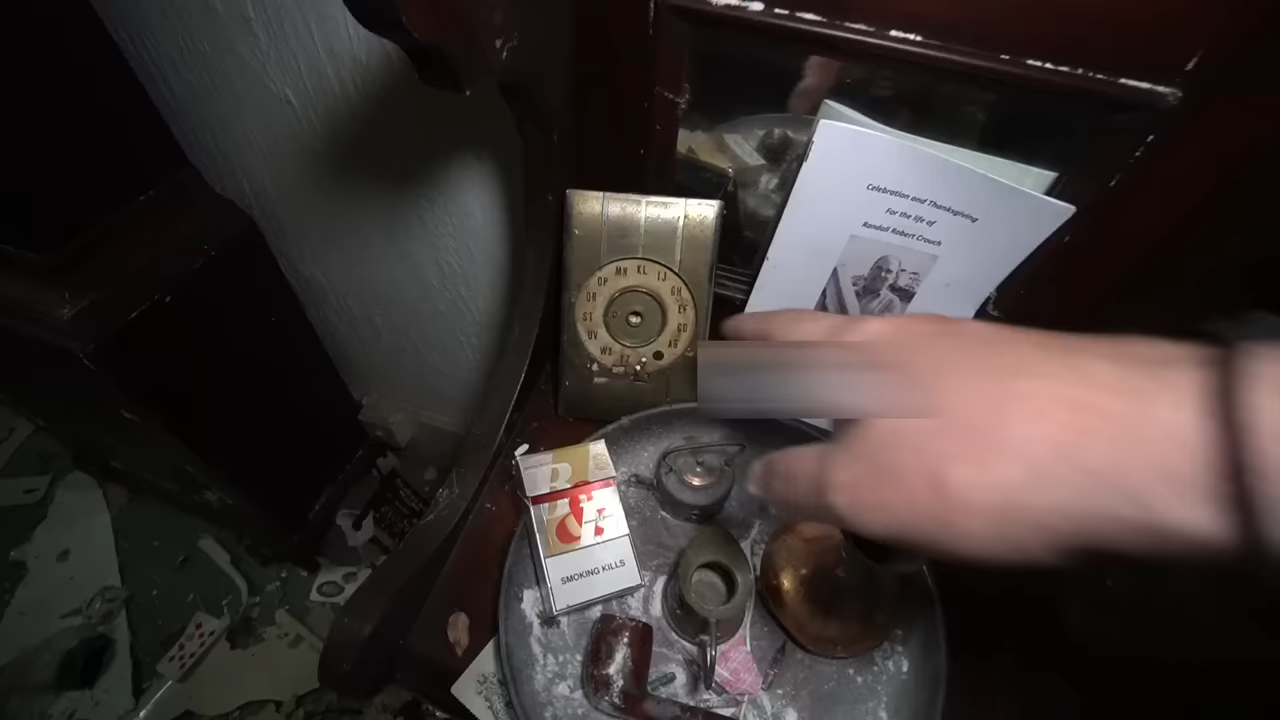 Celebration and Thanksgiving
For the life of
Randall Robert Crouch
MN KL IJ
OP GH
QR EF
ST CD
UV AB
WX YZ
B&H
SMOKING KILLS